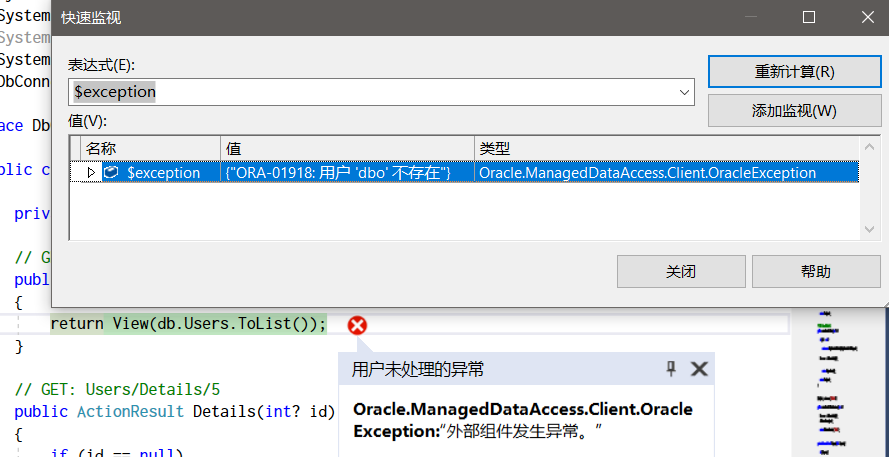 System
快速监视
System
System
DbConn
表达式(E):
重新计算(R)
$exception
添加监视(W)
值(V):
ace Db
名称
值
类型
blic c
$exception
{"ORA-01918: 用户 'dbo' 不存在"}
Oracle.ManagedDataAccess.Client.OracleException
priv
// G
关闭
帮助
publ
{
return View(db.Users.ToList());
}
用户未处理的异常
// GET: Users/Details/5
public ActionResult Details(int? id)
Oracle.ManagedDataAccess.Client.Oracle
Exception:“外部组件发生异常。”
{
if (id == null)